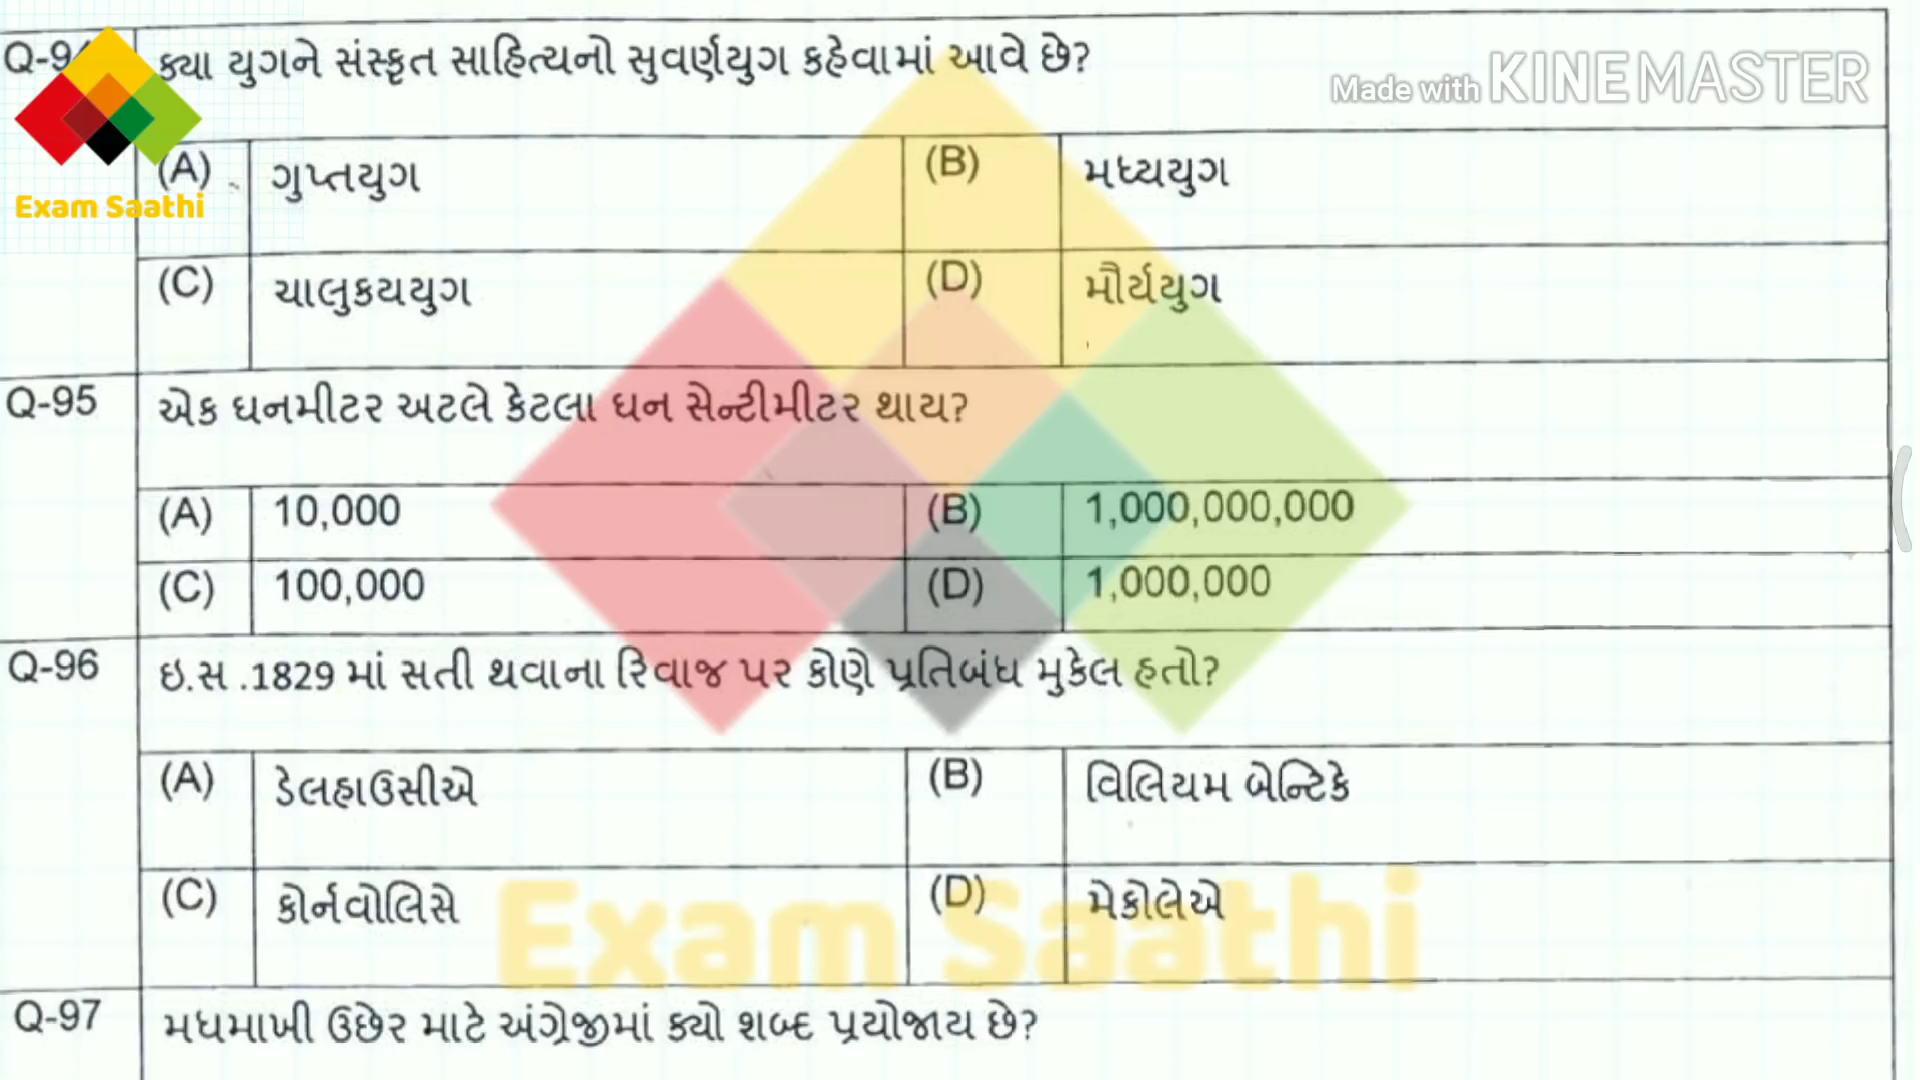 Q-94 ક્યા યુગને સંસ્કૃત સાહિત્યનો સુવર્ણયુગ કહેવામાં આવે છે?
Made with KINEMASTER
(A) ગુપ્તયુગ (B) મધ્યયુગ
Exam Saathi
(C) ચાલુકયયુગ (D) મૌર્યયુગ
Q-95 એક ઘનમીટર અટલે કેટલા ઘન સેન્ટીમીટર થાય?
(A) 10,000 (B) 1,000,000,000
(C) 100,000 (D) 1,000,000
Q-96 ઇ.સ .1829 માં સતી થવાના રિવાજ પર કોણે પ્રતિબંધ મુકેલ હતો?
(A) ડેલહાઉસીએ (B) વિલિયમ બેન્ટિકે
(C) કોર્નવોલિસે (D) મેકોલેએ
Exam Saathi
Q-97 મધમાખી ઉછેર માટે અંગ્રેજીમાં ક્યો શબ્દ પ્રયોજાય છે?